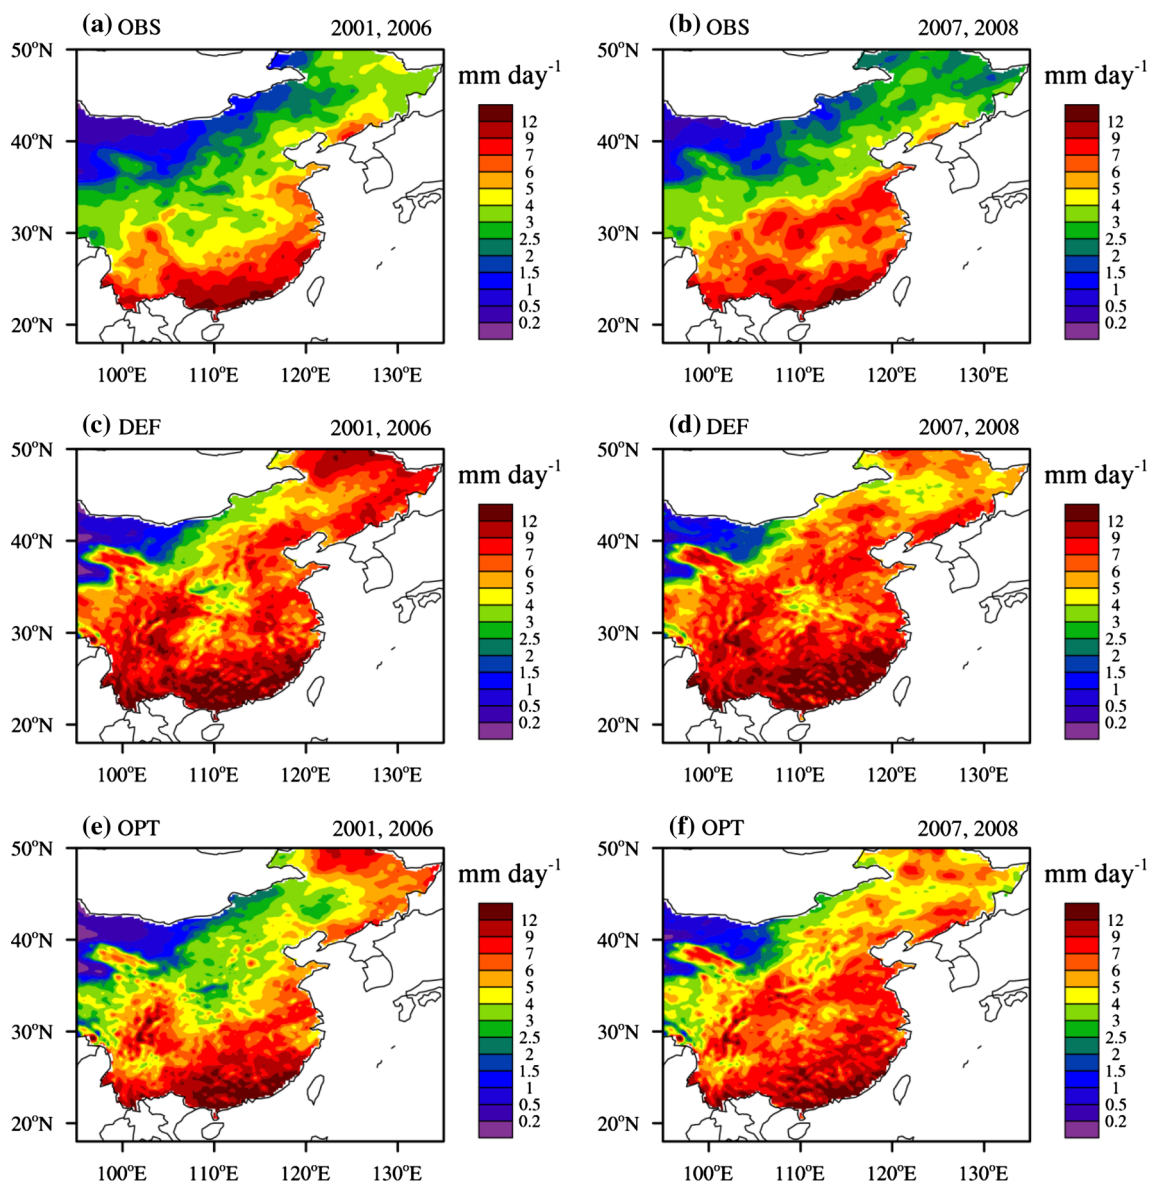 (a) OBS 2001, 2006
50°N
40°N
30°N
20°N
100°E 110°E 120°E 130°E
mm day-1
12
9
7
6
5
4
3
2.5
2
1.5
1
0.5
0.2
(b) OBS 2007, 2008
50°N
40°N
30°N
20°N
100°E 110°E 120°E 130°E
mm day-1
12
9
7
6
5
4
3
2.5
2
1.5
1
0.5
0.2
(c) DEF 2001, 2006
50°N
40°N
30°N
20°N
100°E 110°E 120°E 130°E
mm day-1
12
9
7
6
5
4
3
2.5
2
1.5
1
0.5
0.2
(d) DEF 2007, 2008
50°N
40°N
30°N
20°N
100°E 110°E 120°E 130°E
mm day-1
12
9
7
6
5
4
3
2.5
2
1.5
1
0.5
0.2
(e) OPT 2001, 2006
50°N
40°N
30°N
20°N
100°E 110°E 120°E 130°E
mm day-1
12
9
7
6
5
4
3
2.5
2
1.5
1
0.5
0.2
(f) OPT 2007, 2008
50°N
40°N
30°N
20°N
100°E 110°E 120°E 130°E
mm day-1
12
9
7
6
5
4
3
2.5
2
1.5
1
0.5
0.2